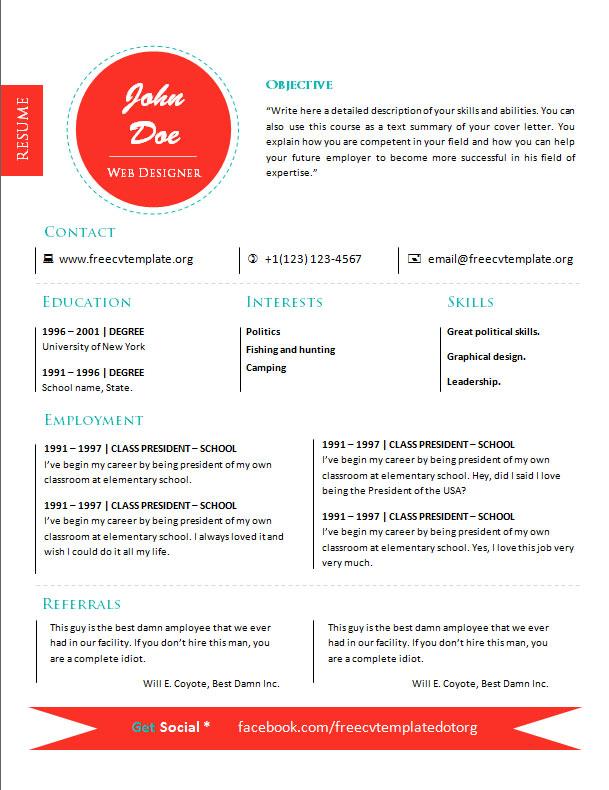 RESUME
John
Doe
Web Designer
Objective
“Write here a detailed description of your skills and abilities. You can
also use this course as a text summary of your cover letter. You
explain how you are competent in your field and how you can help
your future employer to become more successful in his field of
expertise.”
Contact
www.freecvtemplate.org
+1(123) 123-4567
email@freecvtemplate.org
Education
1996 – 2001 | DEGREE
University of New York
1991 – 1996 | DEGREE
School name, State.
Interests
Politics
Fishing and hunting
Camping
Skills
Great political skills.
Graphical design.
Leadership.
Employment
1991 – 1997 | CLASS PRESIDENT – SCHOOL
I’ve begin my career by being president of my own
classroom at elementary school.
1991 – 1997 | CLASS PRESIDENT – SCHOOL
I’ve begin my career by being president of my own
classroom at elementary school. I always loved it and
wish I could do it all my life.
1991 – 1997 | CLASS PRESIDENT – SCHOOL
I’ve begin my career by being president of my own
classroom at elementary school. Hey, did I said I love
being the President of the USA?
1991 – 1997 | CLASS PRESIDENT – SCHOOL
I’ve begin my career by being president of my own
classroom at elementary school. Yes, I love this job very
very much.
Referrals
This guy is the best damn amployee that we ever
had in our facility. If you don’t hire this man, you
are a complete idiot.
Will E. Coyote, Best Damn Inc.
This guy is the best damn amployee that we ever
had in our facility. If you don’t hire this man, you
are a complete idiot.
Will E. Coyote, Best Damn Inc.
Get Social * facebook.com/freecvtemplatedotorg